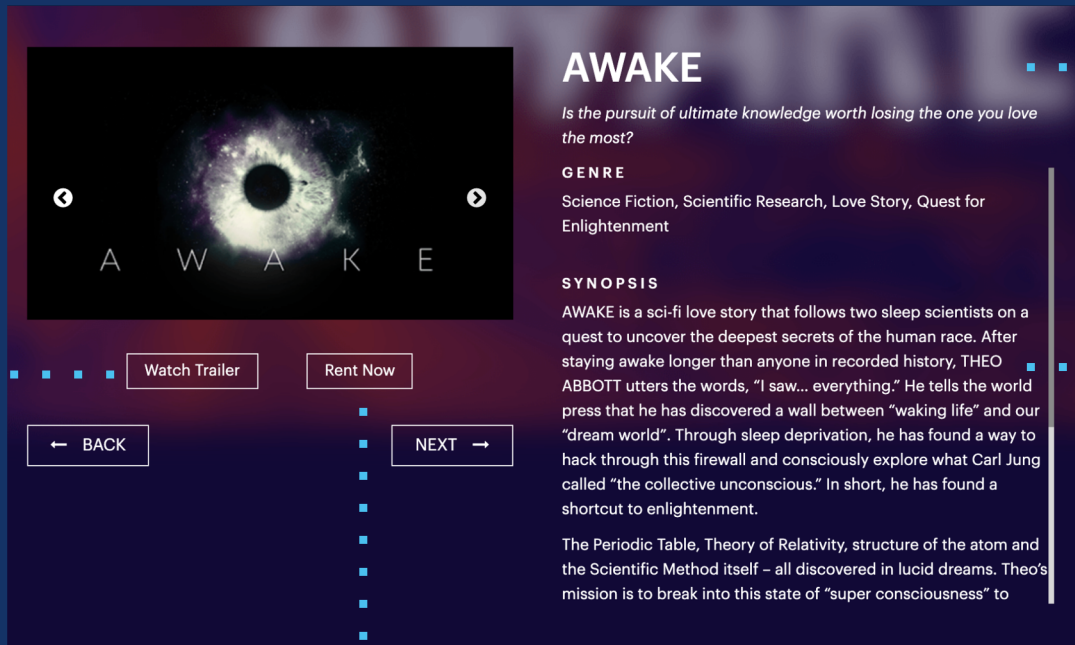 AWAKE
A W A K E
Watch Trailer
Rent Now
← BACK
NEXT →
AWAKE
Is the pursuit of ultimate knowledge worth losing the one you love
the most?
GENRE
Science Fiction, Scientific Research, Love Story, Quest for
Enlightenment
SYNOPSIS
AWAKE is a sci-fi love story that follows two sleep scientists on a
quest to uncover the deepest secrets of the human race. After
staying awake longer than anyone in recorded history, THEO
ABBOTT utters the words, “I saw... everything.” He tells the world
press that he has discovered a wall between “waking life” and our
“dream world”. Through sleep deprivation, he has found a way to
hack through this firewall and consciously explore what Carl Jung
called “the collective unconscious.” In short, he has found a
shortcut to enlightenment.
The Periodic Table, Theory of Relativity, structure of the atom and
the Scientific Method itself – all discovered in lucid dreams. Theo’s
mission is to break into this state of “super consciousness” to